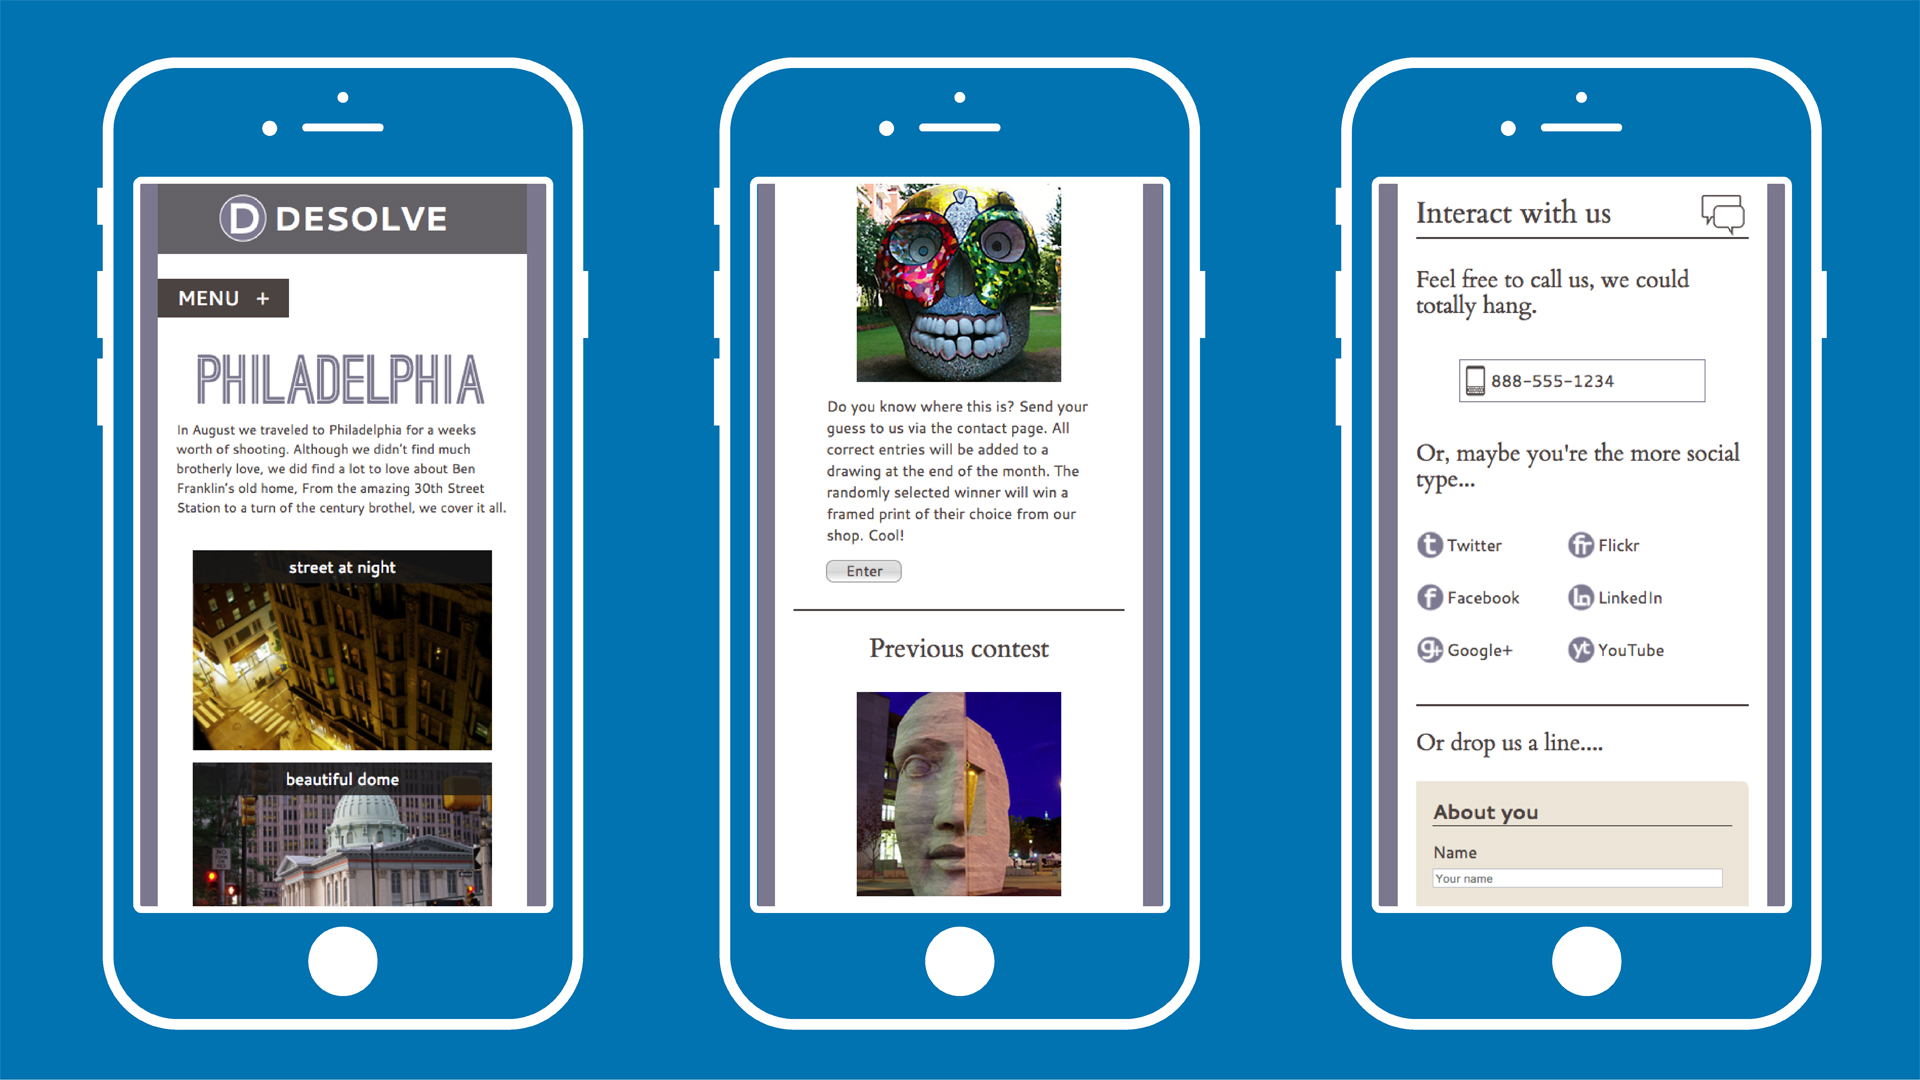 D DESOLVE
MENU +
PHILADELPHIA
In August we traveled to Philadelphia for a weeks
worth of shooting. Although we didn't find much
brotherly love, we did find a lot to love about Ben
Franklin's old home, From the amazing 30th Street
Station to a turn of the century brothel, we cover it all.
street at night
beautiful dome
Do you know where this is? Send your
guess to us via the contact page. All
correct entries will be added to a
drawing at the end of the month. The
randomly selected winner will win a
framed print of their choice from our
shop. Cool!
Enter
Previous contest
Interact with us
Feel free to call us, we could
totally hang.
888-555-1234
Or, maybe you're the more social
type...
t Twitter
fr Flickr
f Facebook
in LinkedIn
g+ Google+
yt YouTube
Or drop us a line....
About you
Name
Your name